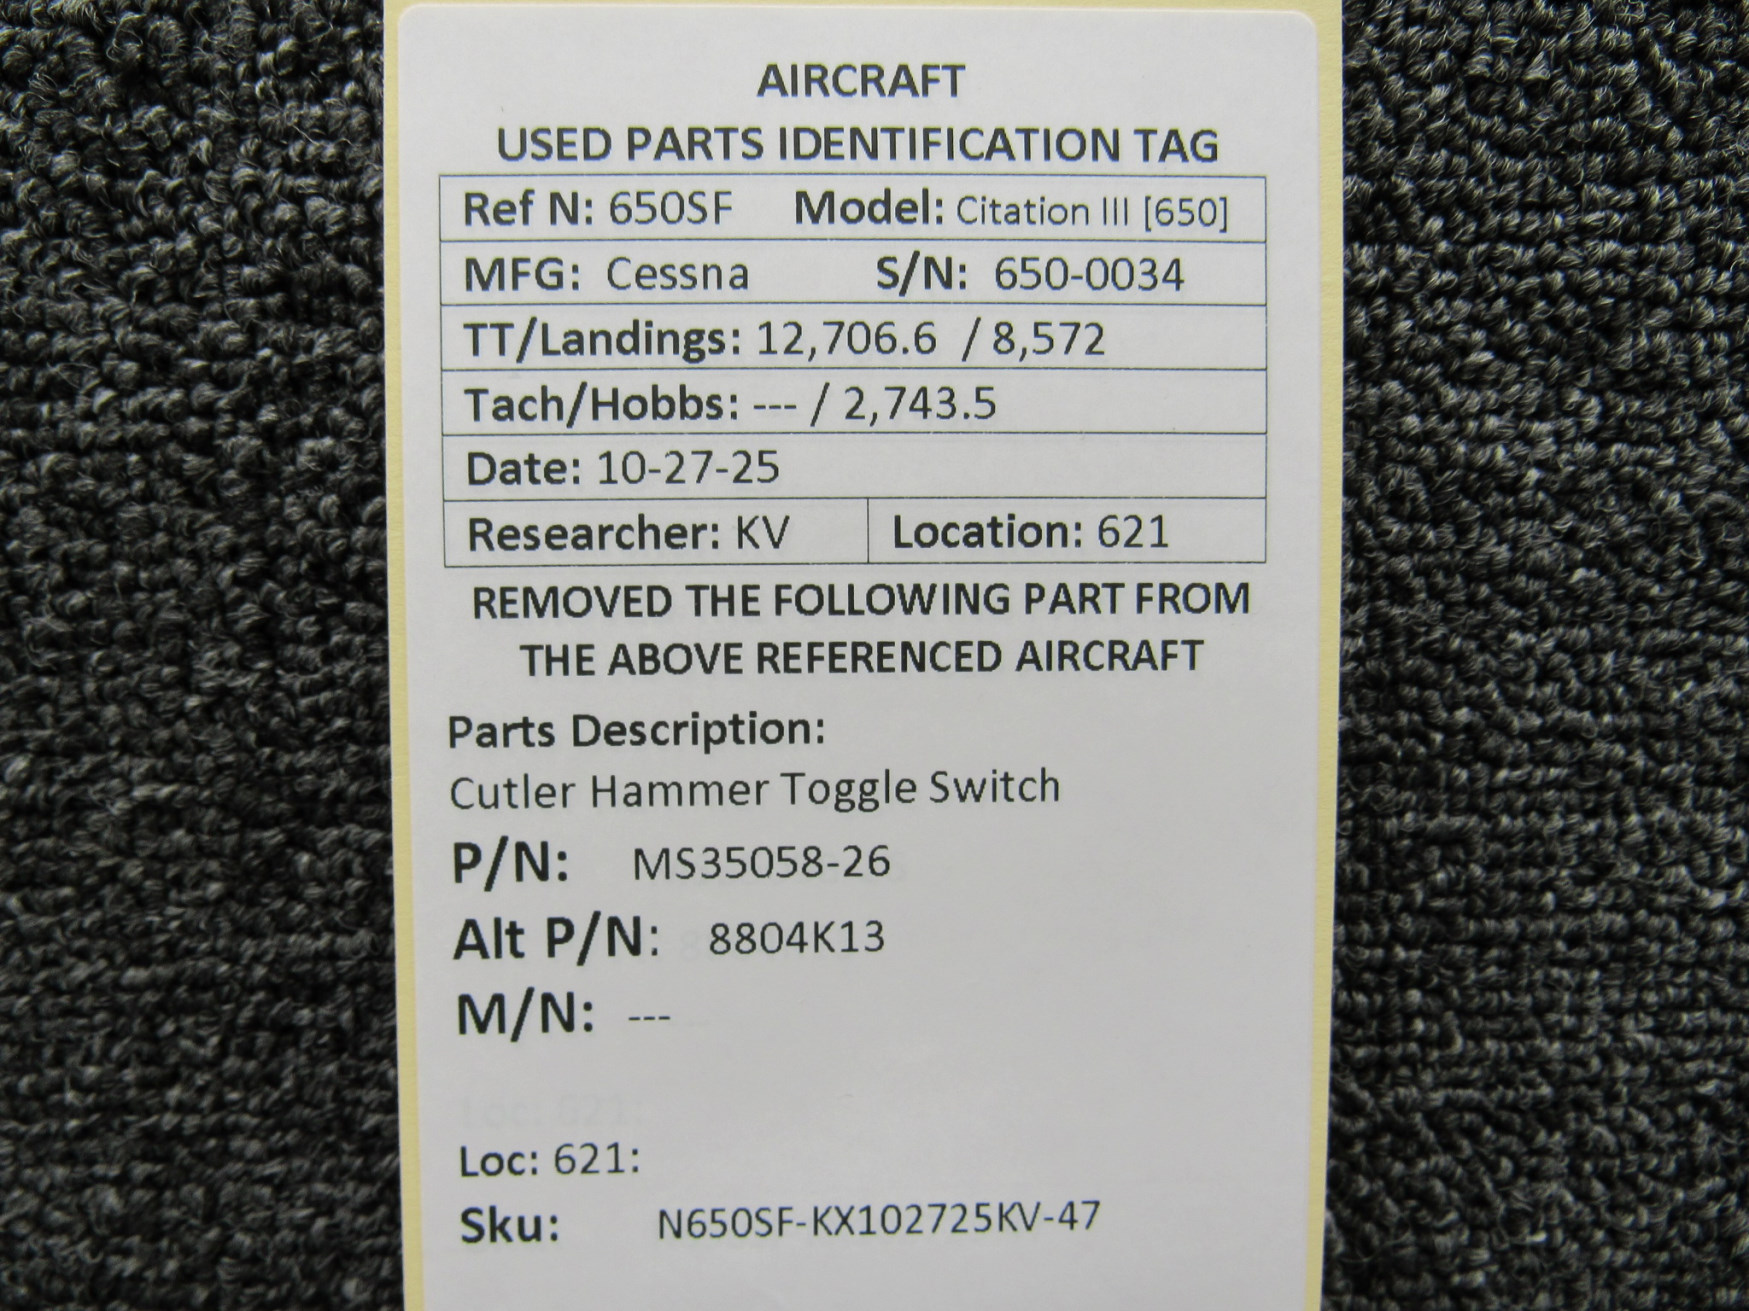 AIRCRAFT
USED PARTS IDENTIFICATION TAG
Ref N: 650SF Model: Citation III [650]
MFG: Cessna S/N: 650-0034
TT/Landings: 12,706.6 / 8,572
Tach/Hobbs: --- / 2,743.5
Date: 10-27-25
Researcher: KV Location: 621
REMOVED THE FOLLOWING PART FROM
THE ABOVE REFERENCED AIRCRAFT
Parts Description:
Cutler Hammer Toggle Switch
P/N: MS35058-26
Alt P/N: 8804K13
M/N: ---
Loc: 621:
Sku: N650SF-KX102725KV-47